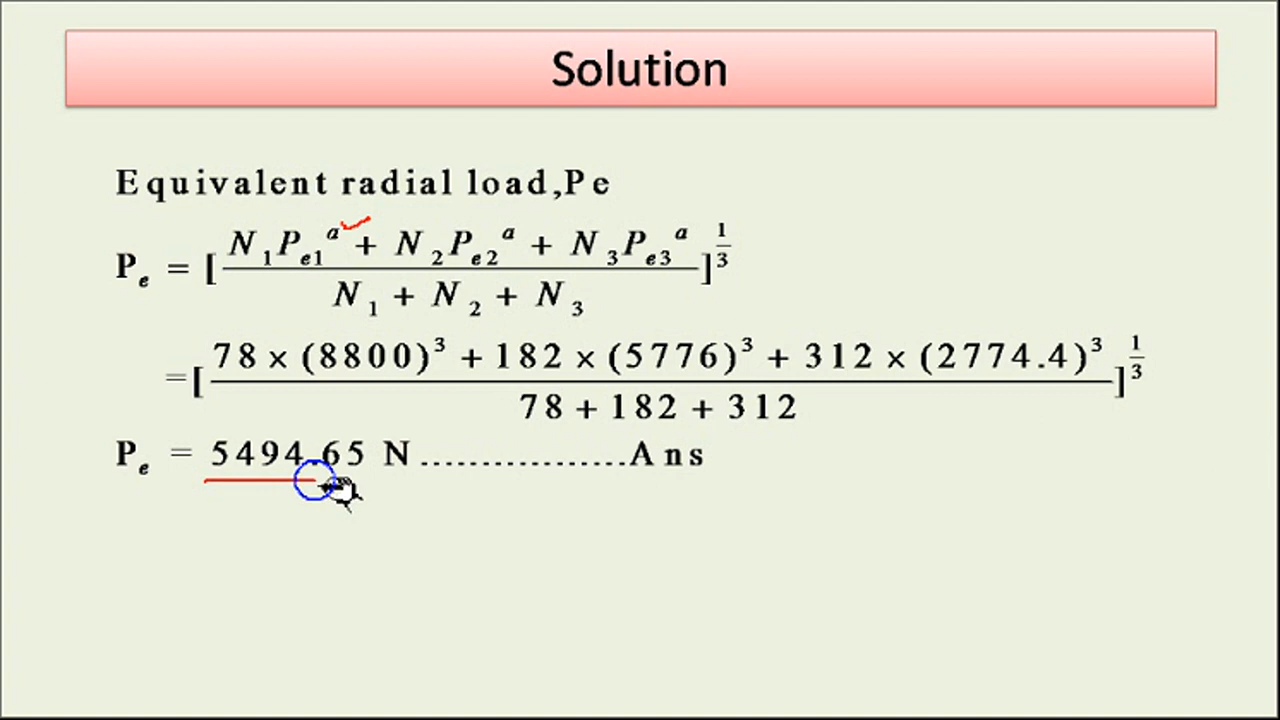 Solution
Equivalent radial load,Pe
Pe = [ N1Pe1^a + N2Pe2^a + N3Pe3^a / N1 + N2 + N3 ]^1/3
= [ 78 × (8800)^3 + 182 × (5776)^3 + 312 × (2774.4)^3 / 78 + 182 + 312 ]^1/3
Pe = 5494.65 N.................Ans